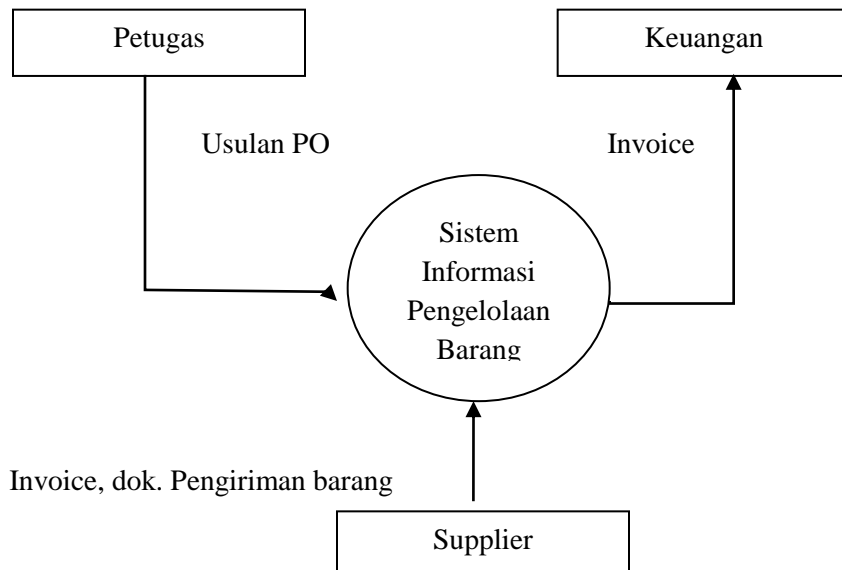 Petugas
Keuangan
Usulan PO
Invoice
Sistem
Informasi
Pengelolaan
Barang
Invoice, dok. Pengiriman barang
Supplier